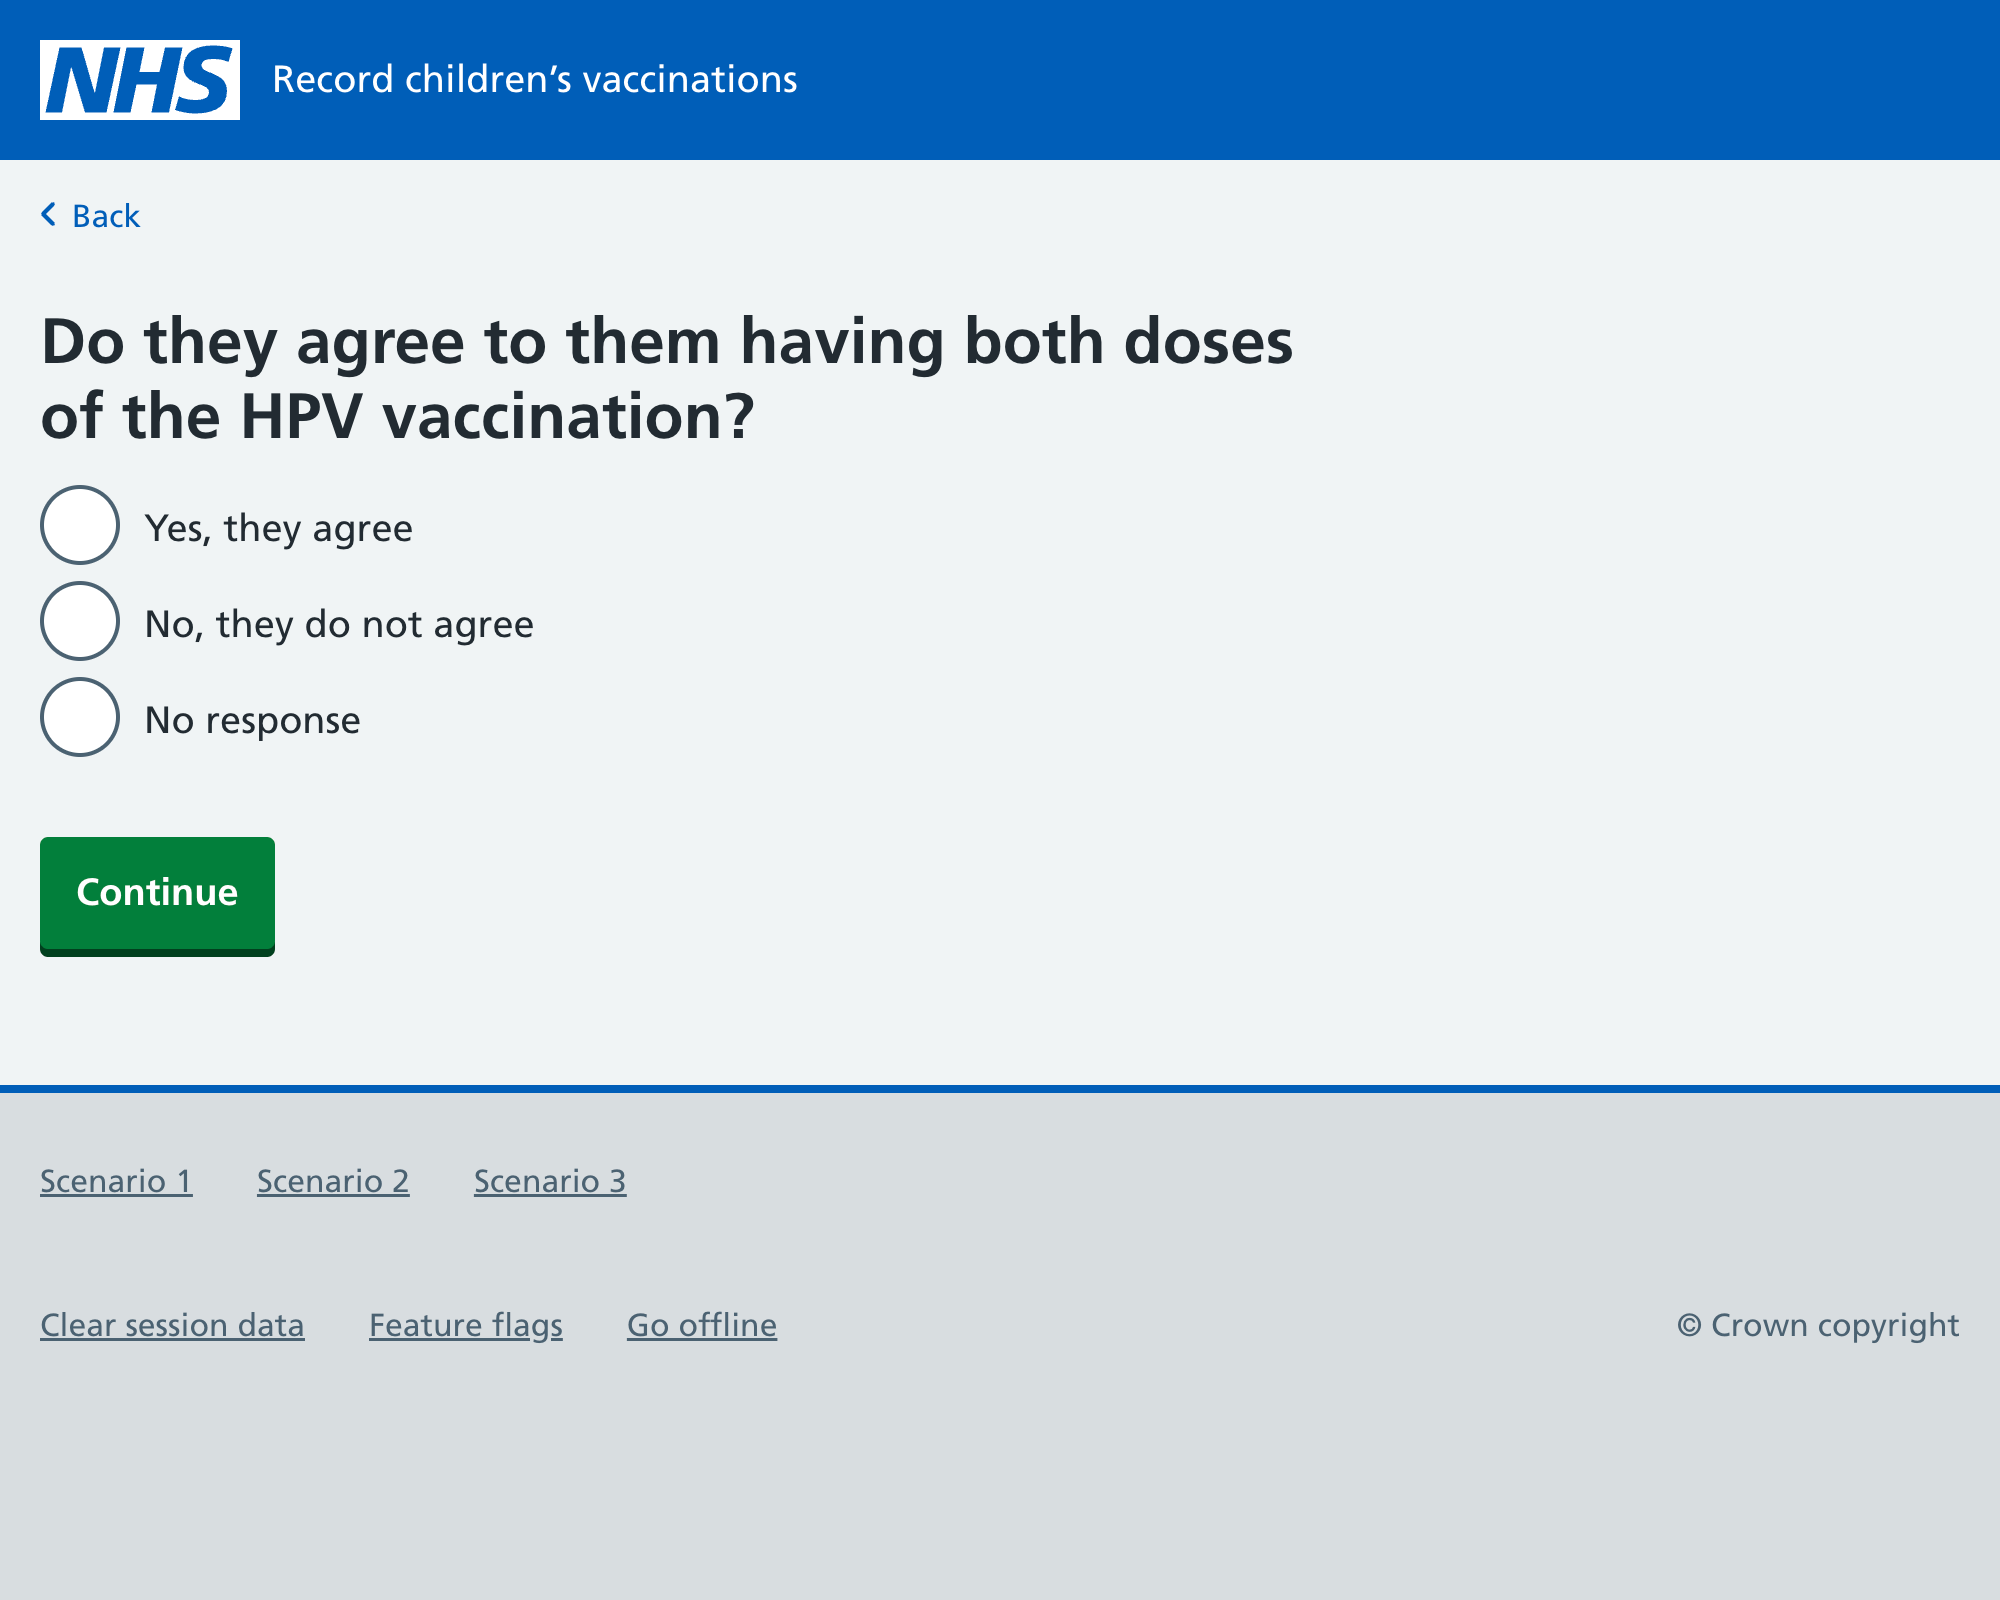 NHS
Record children’s vaccinations
Back
Do they agree to them having both doses
of the HPV vaccination?
Yes, they agree
No, they do not agree
No response
Continue
Scenario 1 Scenario 2 Scenario 3
Clear session data Feature flags Go offline © Crown copyright